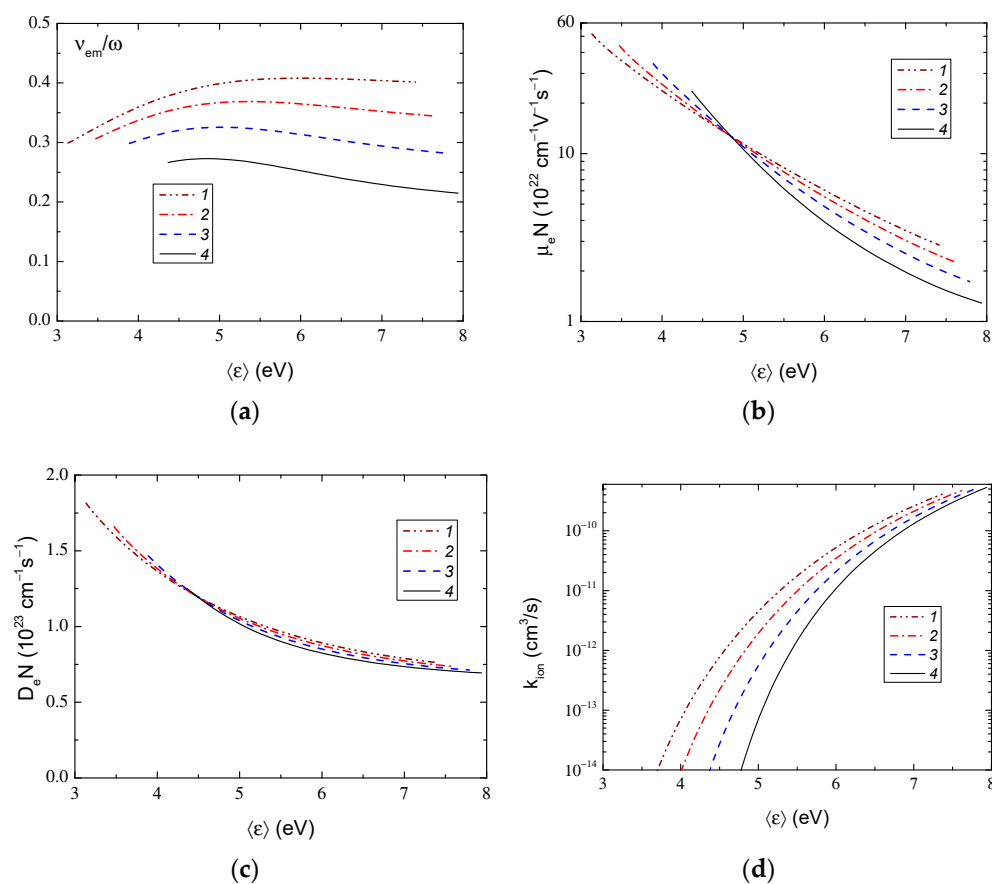 0.5
0.4
0.3
0.2
0.1
0.0
ν_em/ω
1
2
3
4
3 4 5 6 7 8
⟨ε⟩ (eV)
(a)
60
10
1
μ_e N (10^22 cm^−1V^−1s^−1)
1
2
3
4
3 4 5 6 7 8
⟨ε⟩ (eV)
(b)
2.0
1.5
1.0
0.5
0.0
D_e N (10^23 cm^−1s^−1)
1
2
3
4
3 4 5 6 7 8
⟨ε⟩ (eV)
(c)
10^−10
10^−11
10^−12
10^−13
10^−14
k_ion (cm^3/s)
1
2
3
4
3 4 5 6 7 8
⟨ε⟩ (eV)
(d)